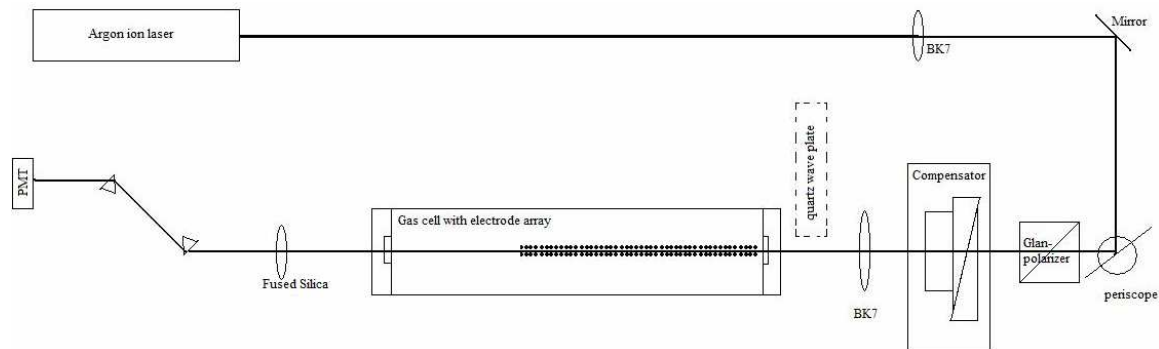 Argon ion laser
BK7
Mirror
PMT
Fused Silica
Gas cell with electrode array
quartz wave plate
BK7
Compensator
Glan-
polarizer
periscope